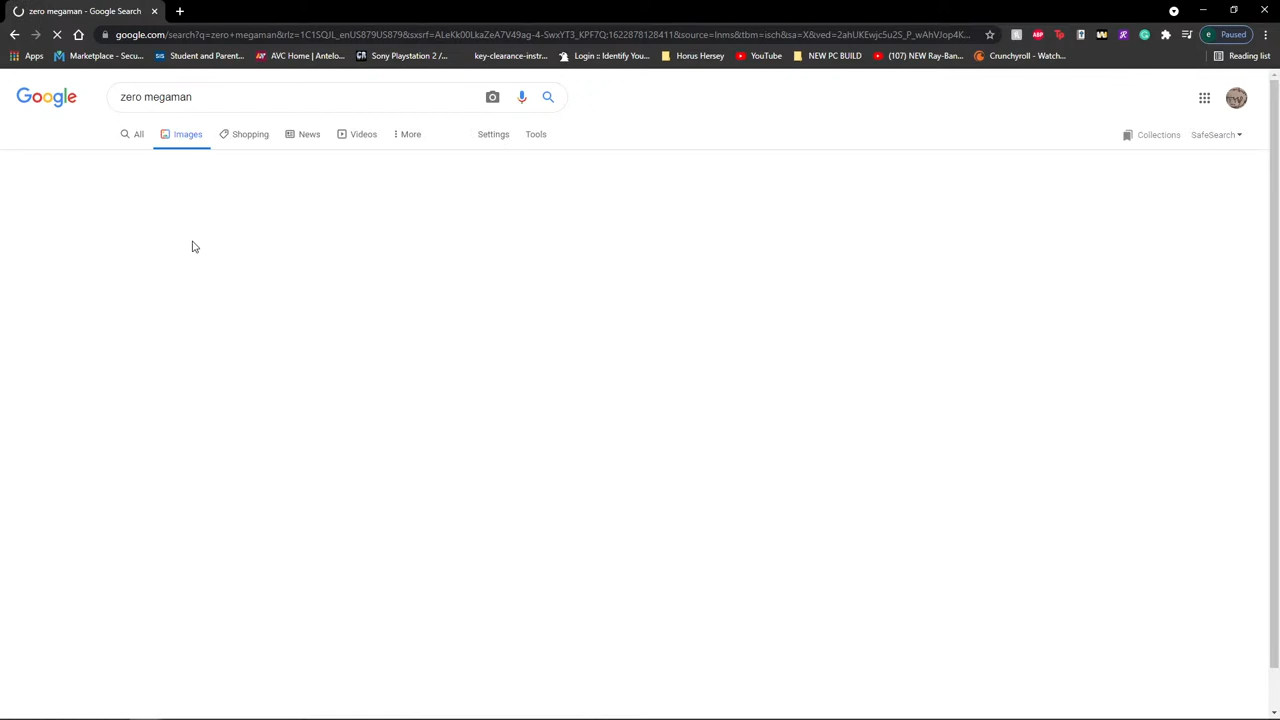 zero megaman - Google Search
google.com/search?q=zero+megaman&rlz=1C1SQJL_enUS879US879&sxsrf=ALeKk00LkaZeA7V49ag-4-SwxYT3_KPF7Q:1622878128411&source=lnms&tbm=isch&sa=X&ved=2ahUKEwjc5u2S_P_wAhVJop4K... Paused
Apps Marketplace - Secu... Student and Parent... AVC Home | Antelo... Sony Playstation 2 /... key-clearance-instr... Login :: Identify You... Horus Hersey YouTube NEW PC BUILD (107) NEW Ray-Ban... Crunchyroll - Watch... Reading list
Google zero megaman
All Images Shopping News Videos More Settings Tools Collections SafeSearch